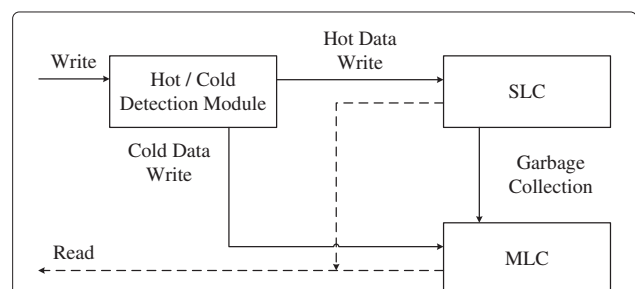 Hot Data
Write
Write
Hot / Cold
Detection Module
SLC
Cold Data
Write
Garbage
Collection
Read
MLC